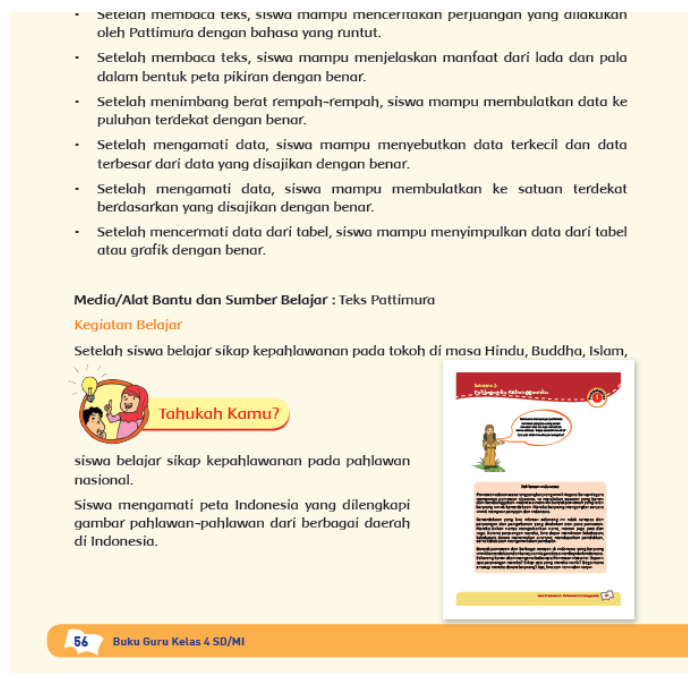 • Setelah membaca teks, siswa mampu menceritakan perjuangan yang dilakukan
oleh Pattimura dengan bahasa yang runtut.
• Setelah membaca teks, siswa mampu menjelaskan manfaat dari lada dan pala
dalam bentuk peta pikiran dengan benar.
• Setelah menimbang berat rempah-rempah, siswa mampu membulatkan data ke
puluhan terdekat dengan benar.
• Setelah mengamati data, siswa mampu menyebutkan data terkecil dan data
terbesar dari data yang disajikan dengan benar.
• Setelah mengamati data, siswa mampu membulatkan ke satuan terdekat
berdasarkan yang disajikan dengan benar.
• Setelah mencermati data dari tabel, siswa mampu menyimpulkan data dari tabel
atau grafik dengan benar.
Media/Alat Bantu dan Sumber Belajar : Teks Pattimura
Kegiatan Belajar
Setelah siswa belajar sikap kepahlawanan pada tokoh di masa Hindu, Buddha, Islam,
Tahukah Kamu?
siswa belajar sikap kepahlawanan pada pahlawan
nasional.
Siswa mengamati peta Indonesia yang dilengkapi
gambar pahlawan-pahlawan dari berbagai daerah
di Indonesia.
Subtema 2:
Pahlawanku Kebanggaanku
1
56 Buku Guru Kelas 4 SD/MI